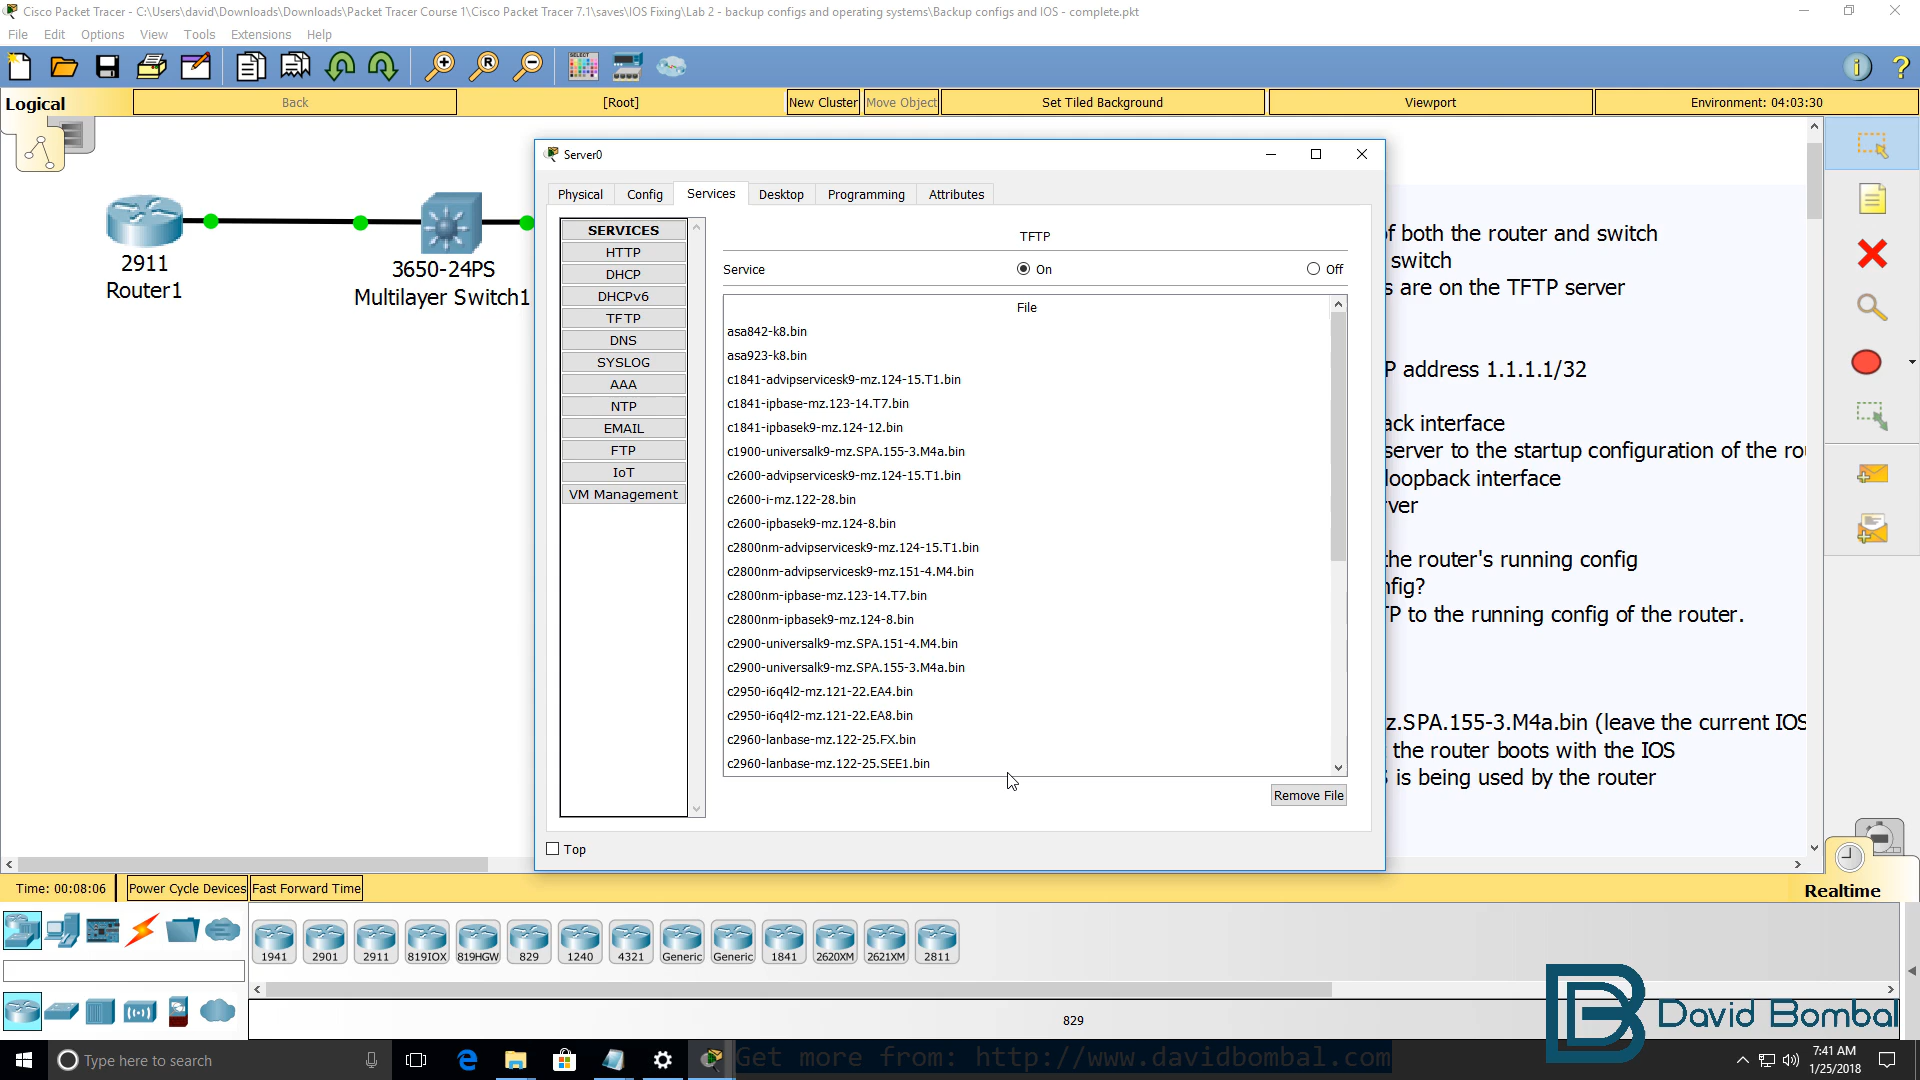 Cisco Packet Tracer - C:\Users\david\Downloads\Downloads\Packet Tracer Course 1\Cisco Packet Tracer 7.1\saves\IOS Fixing\Lab 2 - backup configs and operating systems\Backup configs and IOS - complete.pkt
File Edit Options View Tools Extensions Help
Logical Back [Root] New Cluster Move Object Set Tiled Background Viewport Environment: 04:03:30
2911
Router1
3650-24PS
Multilayer Switch1
Server0
Physical Config Services Desktop Programming Attributes
SERVICES
HTTP
DHCP
DHCPv6
TFTP
DNS
SYSLOG
AAA
NTP
EMAIL
FTP
IoT
VM Management
TFTP
Service On Off
File
asa842-k8.bin
asa923-k8.bin
c1841-advipservicesk9-mz.124-15.T1.bin
c1841-ipbase-mz.123-14.T7.bin
c1841-ipbasek9-mz.124-12.bin
c1900-universalk9-mz.SPA.155-3.M4a.bin
c2600-advipservicesk9-mz.124-15.T1.bin
c2600-i-mz.122-28.bin
c2600-ipbasek9-mz.124-8.bin
c2800nm-advipservicesk9-mz.124-15.T1.bin
c2800nm-advipservicesk9-mz.151-4.M4.bin
c2800nm-ipbase-mz.123-14.T7.bin
c2800nm-ipbasek9-mz.124-8.bin
c2900-universalk9-mz.SPA.151-4.M4.bin
c2900-universalk9-mz.SPA.155-3.M4a.bin
c2950-i6q4l2-mz.121-22.EA4.bin
c2950-i6q4l2-mz.121-22.EA8.bin
c2960-lanbase-mz.122-25.FX.bin
c2960-lanbase-mz.122-25.SEE1.bin
Remove File
Top
of both the router and switch
switch
s are on the TFTP server
P address 1.1.1.1/32
ack interface
server to the startup configuration of the rou
loopback interface
ver
the router's running config
nfig?
TP to the running config of the router.
z.SPA.155-3.M4a.bin (leave the current IOS
the router boots with the IOS
S is being used by the router
Time: 00:08:06 Power Cycle Devices Fast Forward Time Realtime
1941 2901 2911 819IOX 819HGW 829 1240 4321 Generic Generic 1841 2620XM 2621XM 2811
829
David Bombal
Type here to search
Get more from: http://www.davidbombal.com
7:41 AM
1/25/2018